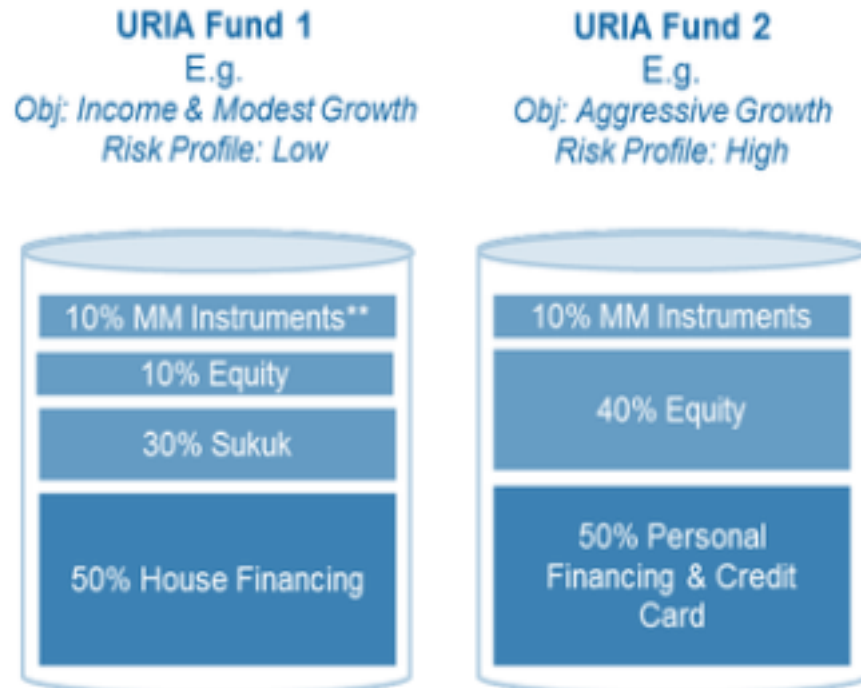 URIA Fund 1
E.g.
Obj: Income & Modest Growth
Risk Profile: Low
10% MM Instruments**
10% Equity
30% Sukuk
50% House Financing
URIA Fund 2
E.g.
Obj: Aggressive Growth
Risk Profile: High
10% MM Instruments
40% Equity
50% Personal
Financing & Credit
Card